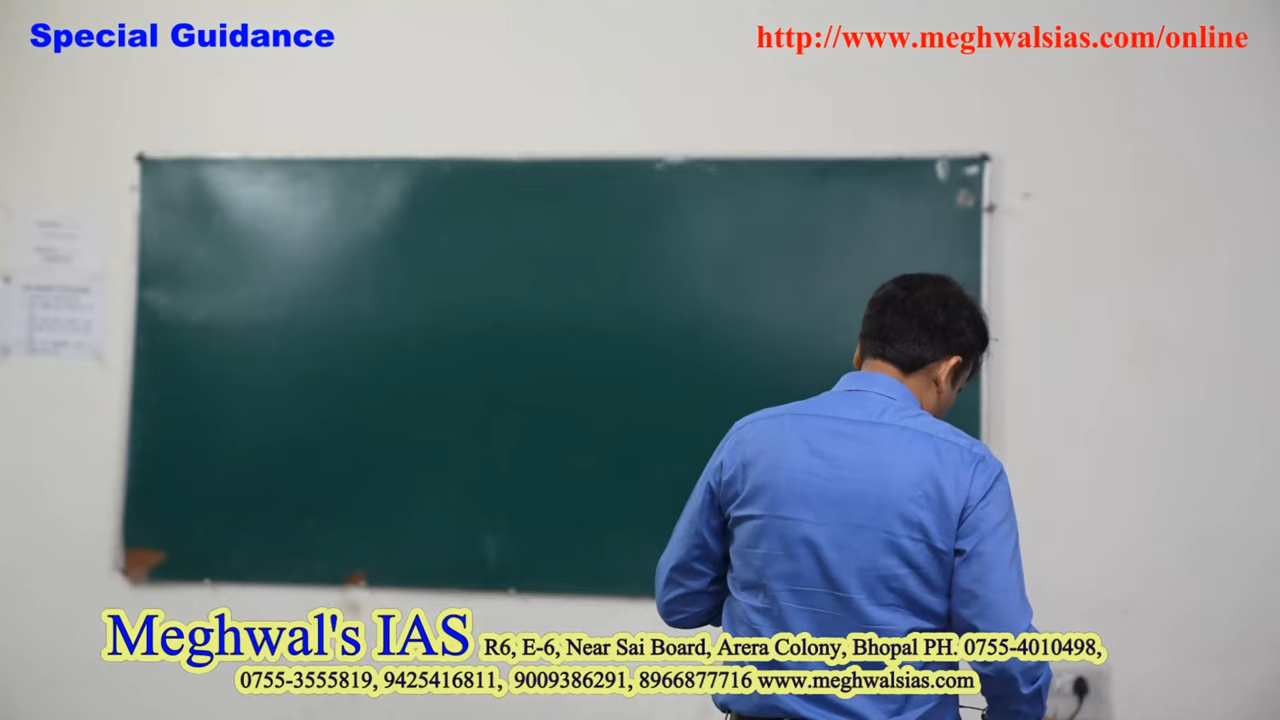 Special Guidance
http://www.meghwalsias.com/online
Meghwal's IAS R6, E-6, Near Sai Board, Arera Colony, Bhopal PH. 0755-4010498,
0755-3555819, 9425416811, 9009386291, 8966877716 www.meghwalsias.com